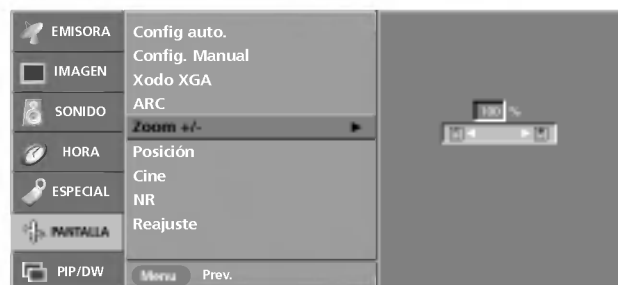 EMISORA
IMAGEN
SONIDO
HORA
ESPECIAL
PANTALLA
PIP/DW
Config auto.
Config. Manual
Xodo XGA
ARC
Zoom +/-
Posición
Cine
NR
Reajuste
Menu Prev.
100 %